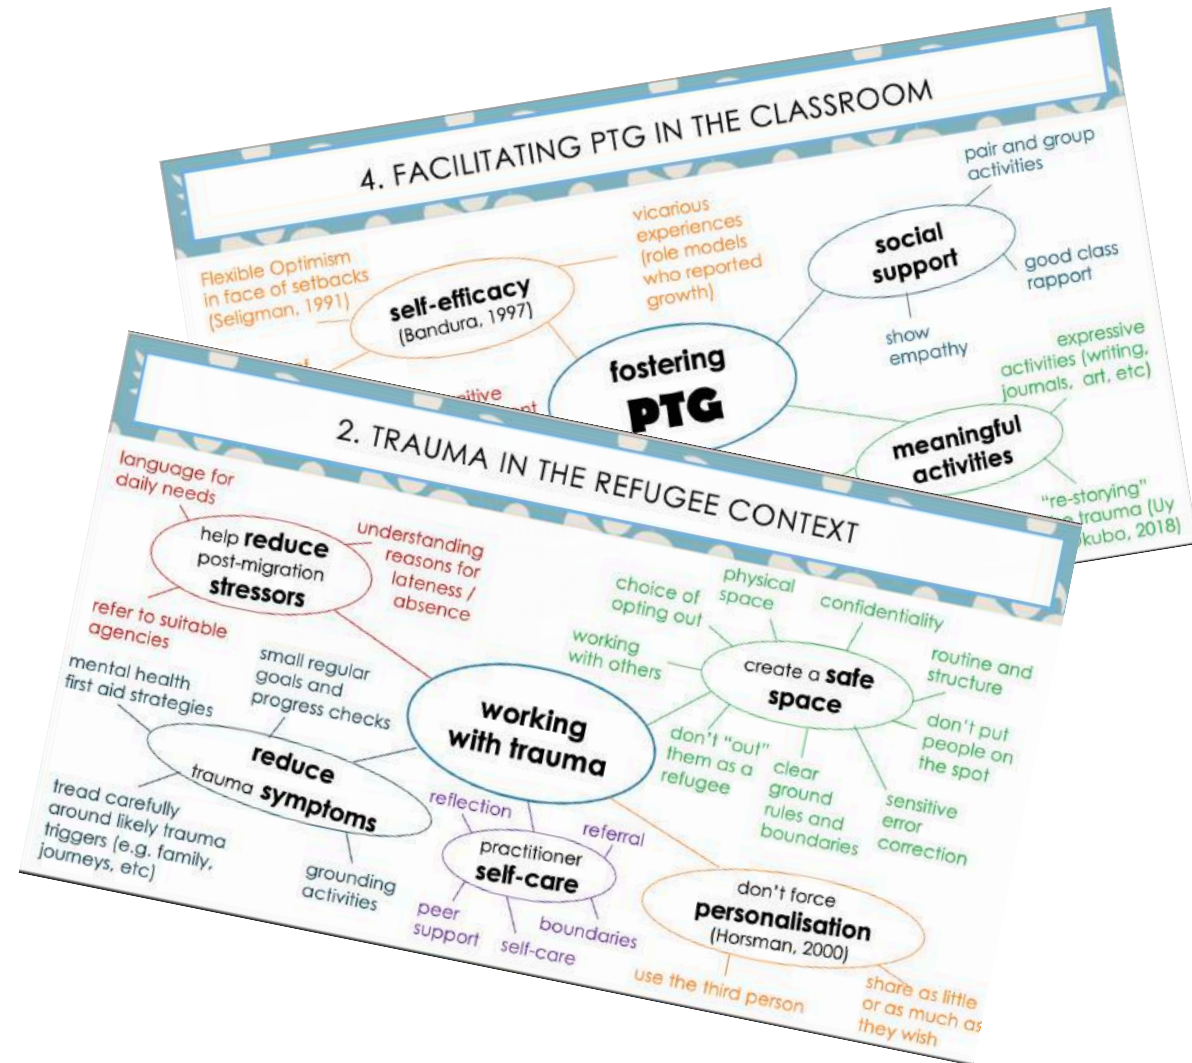 4. FACILITATING PTG IN THE CLASSROOM
pair and group
activities
vicarious
experiences
(role models
who reported
growth)
social
support
Flexible Optimism
in face of setbacks
(Seligman, 1991)
self-efficacy
(Bandura, 1997)
good class
rapport
show
empathy
fostering
PTG
expressive
activities (writing,
journals, art, etc)
meaningful
activities
"re-storying"
trauma (Uy
2018)
2. TRAUMA IN THE REFUGEE CONTEXT
language for
daily needs
help reduce
post-migration
stressors
understanding
reasons for
lateness /
absence
refer to suitable
agencies
mental health
first aid strategies
small regular
goals and
progress checks
reduce
trauma symptoms
tread carefully
around likely trauma
triggers (e.g. family,
journeys, etc)
grounding
activities
working
with trauma
choice of
opting out
physical
space
confidentiality
working
with others
create a safe
space
routine and
structure
don't "out"
them as a
refugee
clear
ground
rules and
boundaries
don't put
people on
the spot
sensitive
error
correction
reflection
referral
practitioner
self-care
peer
support
self-care
boundaries
don't force
personalisation
(Horsman, 2000)
use the third person
share as little
or as much as
they wish